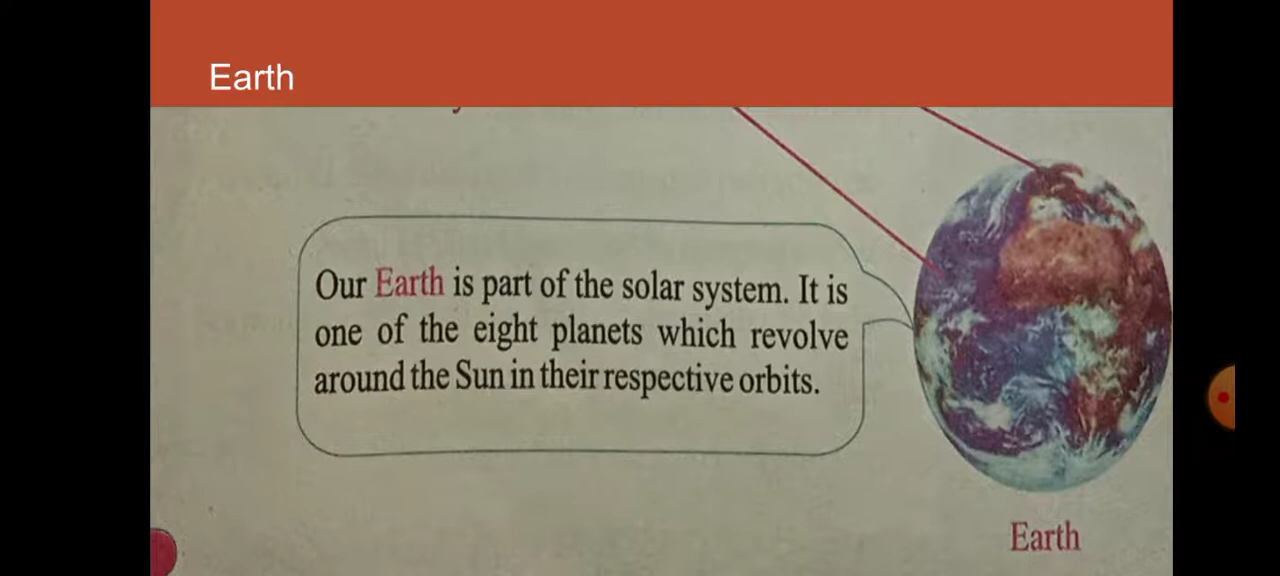 Earth
Our Earth is part of the solar system. It is
one of the eight planets which revolve
around the Sun in their respective orbits.
Earth